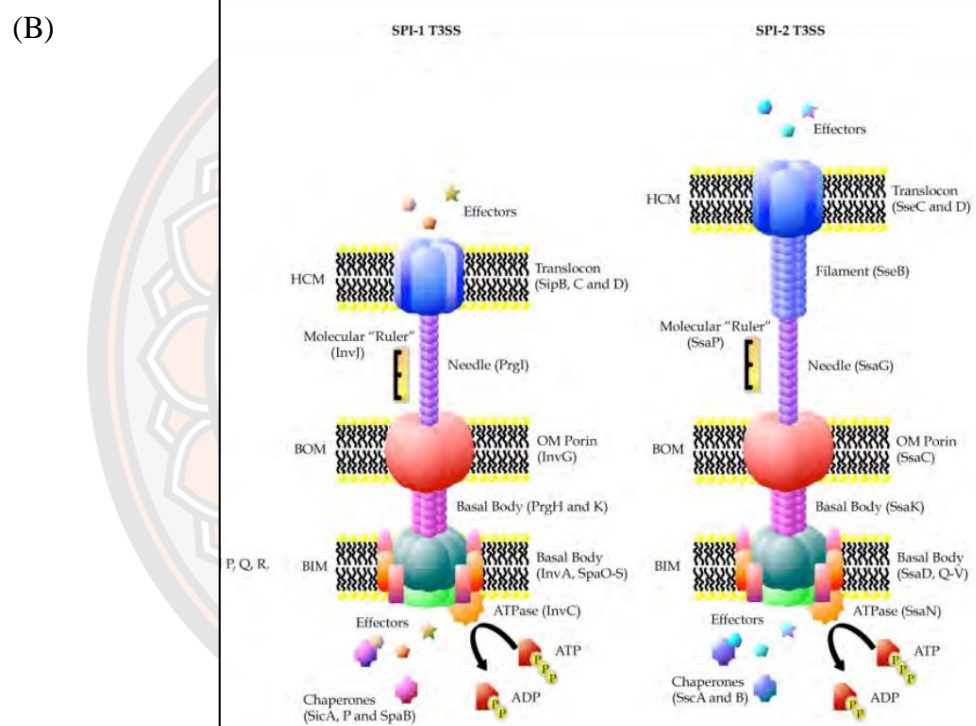 (B)
SPI-1 T3SS
Effectors
HCM
Translocon
(SipB, C and D)
Molecular "Ruler"
(InvJ)
Needle (PrgI)
BOM
OM Porin
(InvG)
Basal Body (PrgH and K)
P, Q, R,
BIM
Basal Body
(InvA, SpaO-S)
ATPase (InvC)
Effectors
ATP
P
P
P
Chaperones
(SicA, P and SpaB)
ADP
P
P
SPI-2 T3SS
Effectors
HCM
Translocon
(SseC and D)
Filament (SseB)
Molecular "Ruler"
(SsaP)
Needle (SsaG)
BOM
OM Porin
(SsaC)
Basal Body (SsaK)
BIM
Basal Body
(SsaD, Q-V)
ATPase (SsaN)
Effectors
ATP
P
P
P
Chaperones
(SscA and B)
ADP
P
P